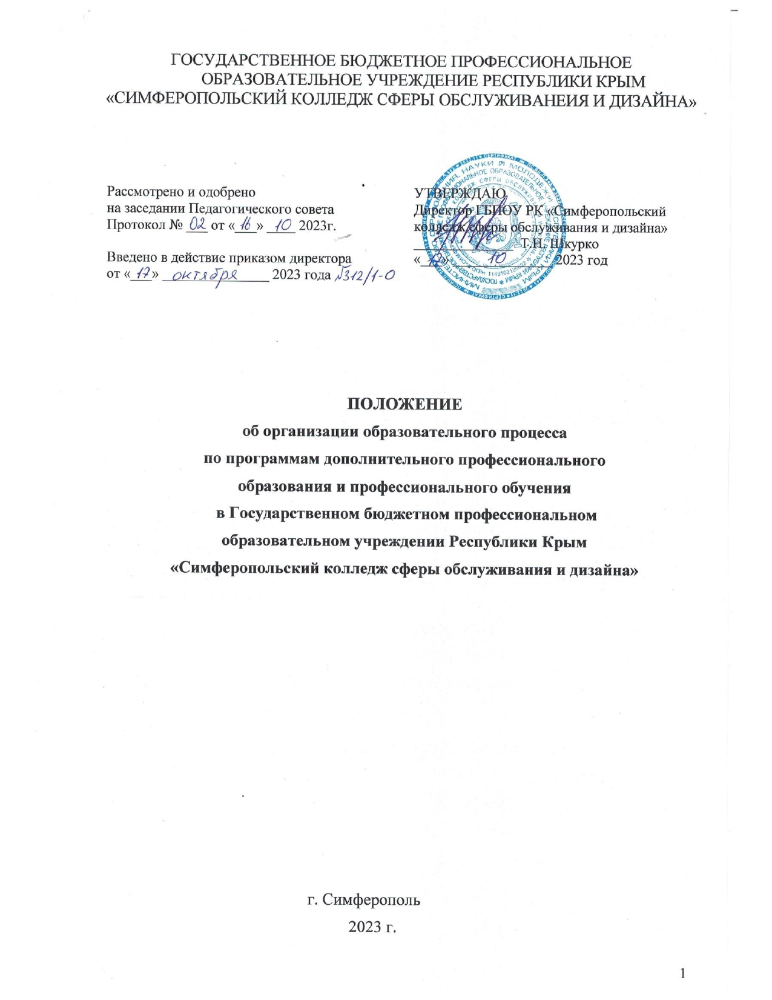 ГОСУДАРСТВЕННОЕ БЮДЖЕТНОЕ ПРОФЕССИОНАЛЬНОЕ
ОБРАЗОВАТЕЛЬНОЕ УЧРЕЖДЕНИЕ РЕСПУБЛИКИ КРЫМ
«СИМФЕРОПОЛЬСКИЙ КОЛЛЕДЖ СФЕРЫ ОБСЛУЖИВАНЕИЯ И ДИЗАЙНА»
Рассмотрено и одобрено
на заседании Педагогического совета
Протокол № 02 от «16» 10 2023г.
Введено в действие приказом директора
от «17» октября 2023 года №312/1-О
УТВЕРЖДАЮ
Директор ГБПОУ РК «Симферопольский
колледж сферы обслуживания и дизайна»
Т.Н. Шкурко
« » 10 2023 год
ПОЛОЖЕНИЕ
об организации образовательного процесса
по программам дополнительного профессионального
образования и профессионального обучения
в Государственном бюджетном профессиональном
образовательном учреждении Республики Крым
«Симферопольский колледж сферы обслуживания и дизайна»
г. Симферополь
2023 г.
1